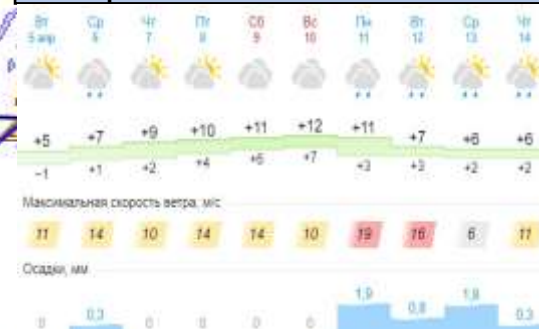 Вт Ср Чт Пт Сб Вс Пн Вт Ср Чт
5 апр 6 7 8 9 10 11 12 13 14
+5 +7 +9 +10 +11 +12 +11 +7 +6 +6
−1 +1 +2 +4 +6 +7 +3 +3 +2 +2
Максимальная скорость ветра, м/с
11 14 10 14 14 10 19 16 6 11
Осадки, мм
0 0,3 0 0 0 0 1,9 0,8 1,9 0,3